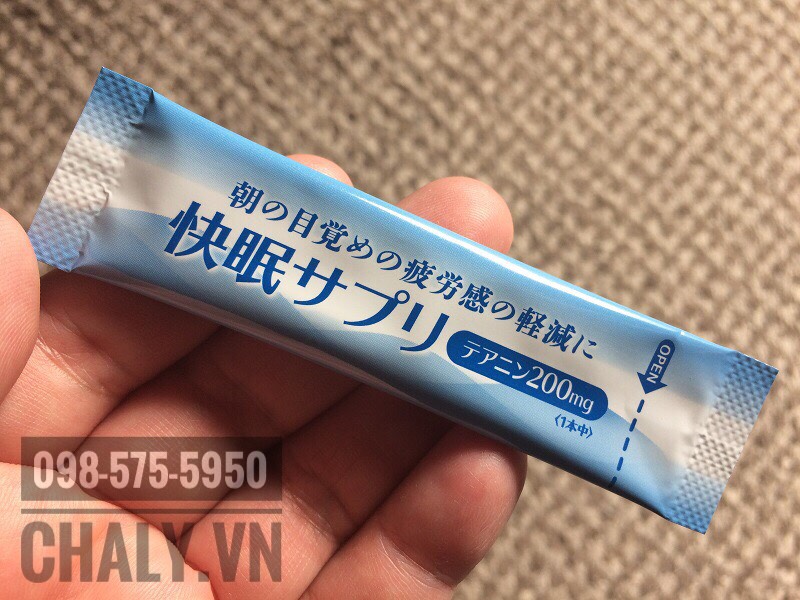 朝の目覚めの疲労感の軽減に
快眠サプリ
テアニン200mg
〈1本中〉
OPEN
098-575-5950
CHALY.VN